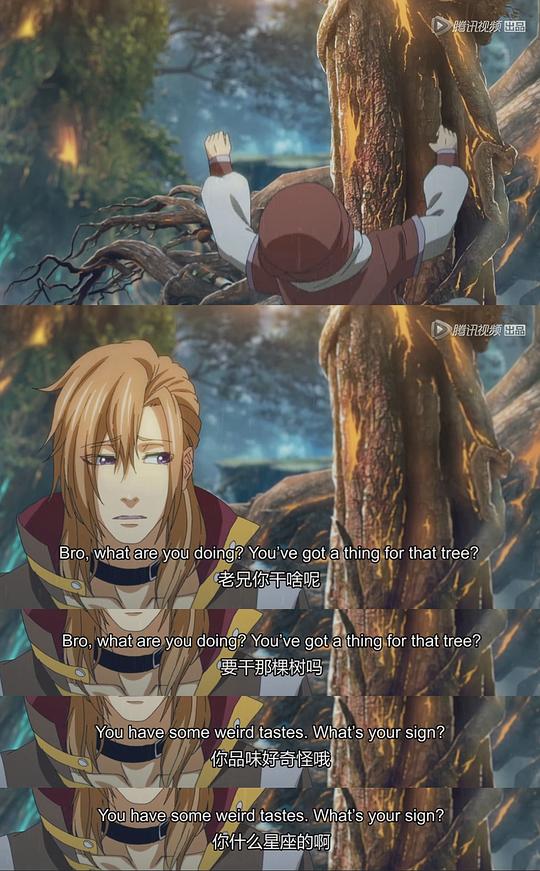 腾讯视频 出品
腾讯视频 出品
Bro, what are you doing? You've got a thing for that tree?
老兄你干啥呢
Bro, what are you doing? You've got a thing for that tree?
要干那棵树吗
You have some weird tastes. What's your sign?
你品味好奇怪哦
You have some weird tastes. What's your sign?
你什么星座的啊